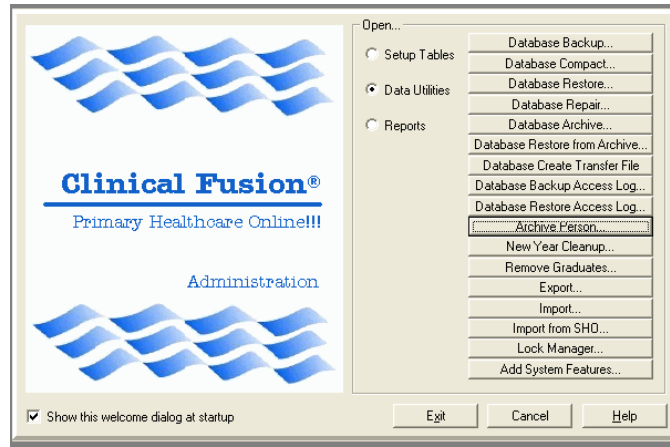 Open...
Setup Tables
Data Utilities
Reports
Database Backup...
Database Compact...
Database Restore...
Database Repair...
Database Archive...
Database Restore from Archive...
Database Create Transfer File
Database Backup Access Log...
Database Restore Access Log...
Archive Person...
New Year Cleanup...
Remove Graduates...
Export...
Import...
Import from SHO...
Lock Manager...
Add System Features...
Clinical Fusion®
Primary Healthcare Online!!!
Administration
Show this welcome dialog at startup
Exit
Cancel
Help